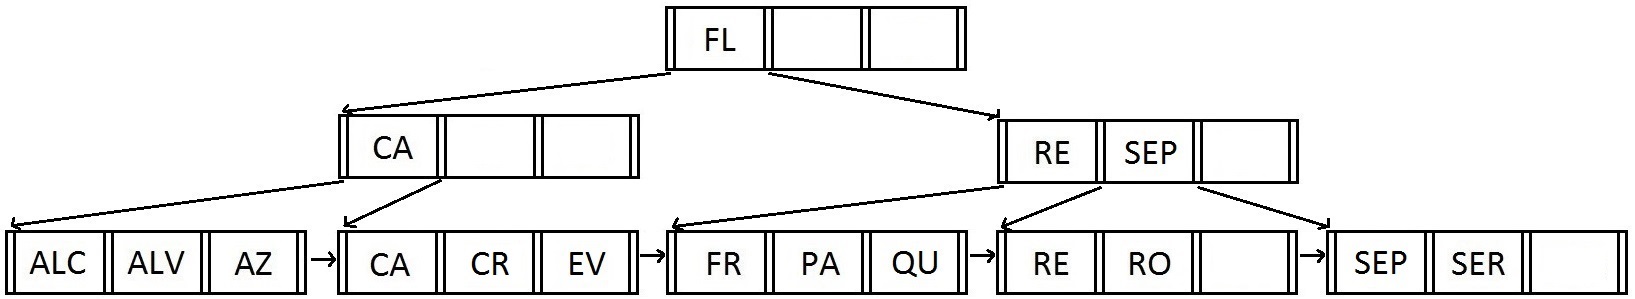 FL
CA
RE SEP
ALC ALV AZ CA CR EV FR PA QU RE RO SEP SER